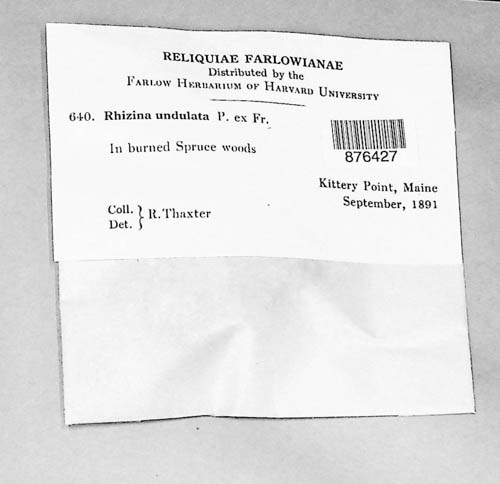 RELIQUIAE FARLOWIANAE
Distributed by the
FARLOW HERBARIUM OF HARVARD UNIVERSITY
640. Rhizina undulata P. ex Fr.
In burned Spruce woods
876427
Kittery Point, Maine
September, 1891
Coll. } R. Thaxter
Det.